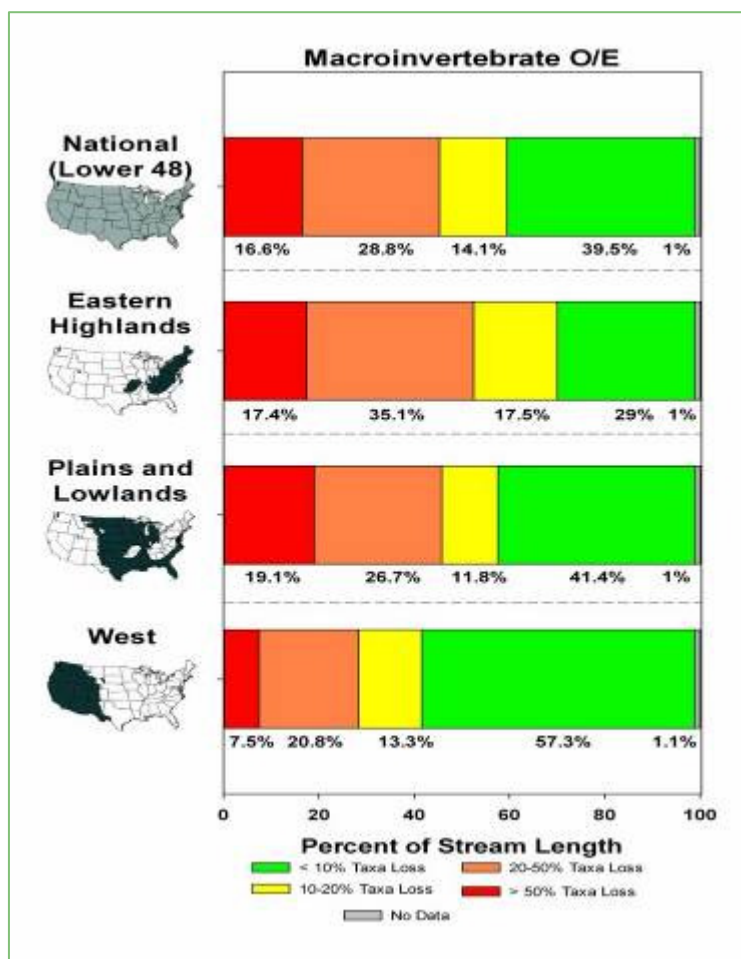 Macroinvertebrate O/E
National
(Lower 48)
16.6% 28.8% 14.1% 39.5% 1%
Eastern
Highlands
17.4% 35.1% 17.5% 29% 1%
Plains and
Lowlands
19.1% 26.7% 11.8% 41.4% 1%
West
7.5% 20.8% 13.3% 57.3% 1.1%
0 20 40 60 80 100
Percent of Stream Length
< 10% Taxa Loss 20-50% Taxa Loss
10-20% Taxa Loss > 50% Taxa Loss
No Data